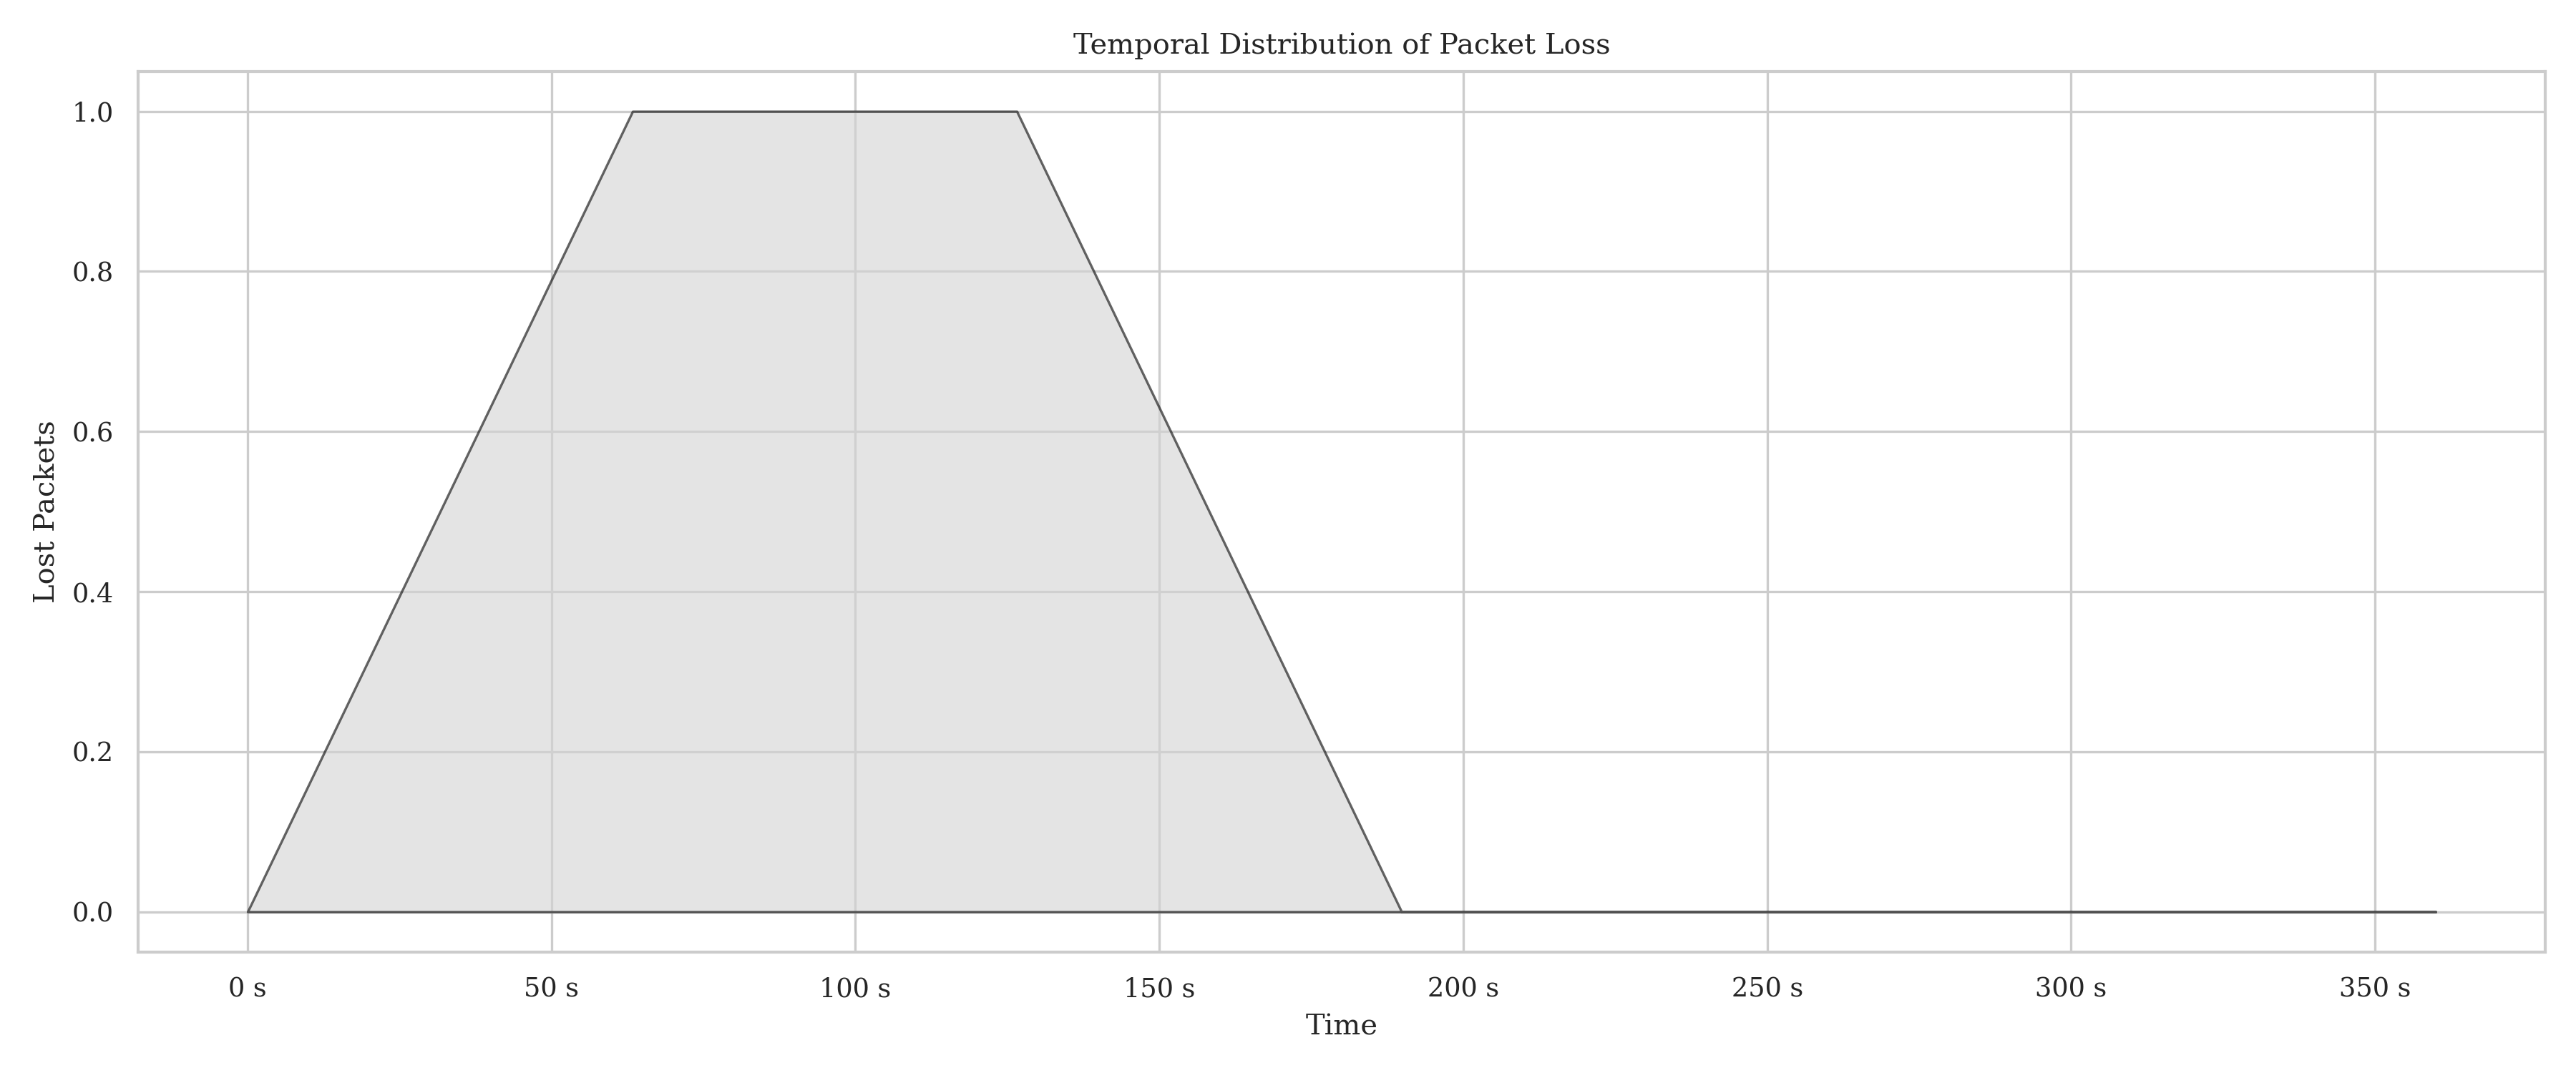 Temporal Distribution of Packet Loss
1.0
0.8
0.6
0.4
0.2
0.0
Lost Packets
0 s
50 s
100 s
150 s
200 s
250 s
300 s
350 s
Time